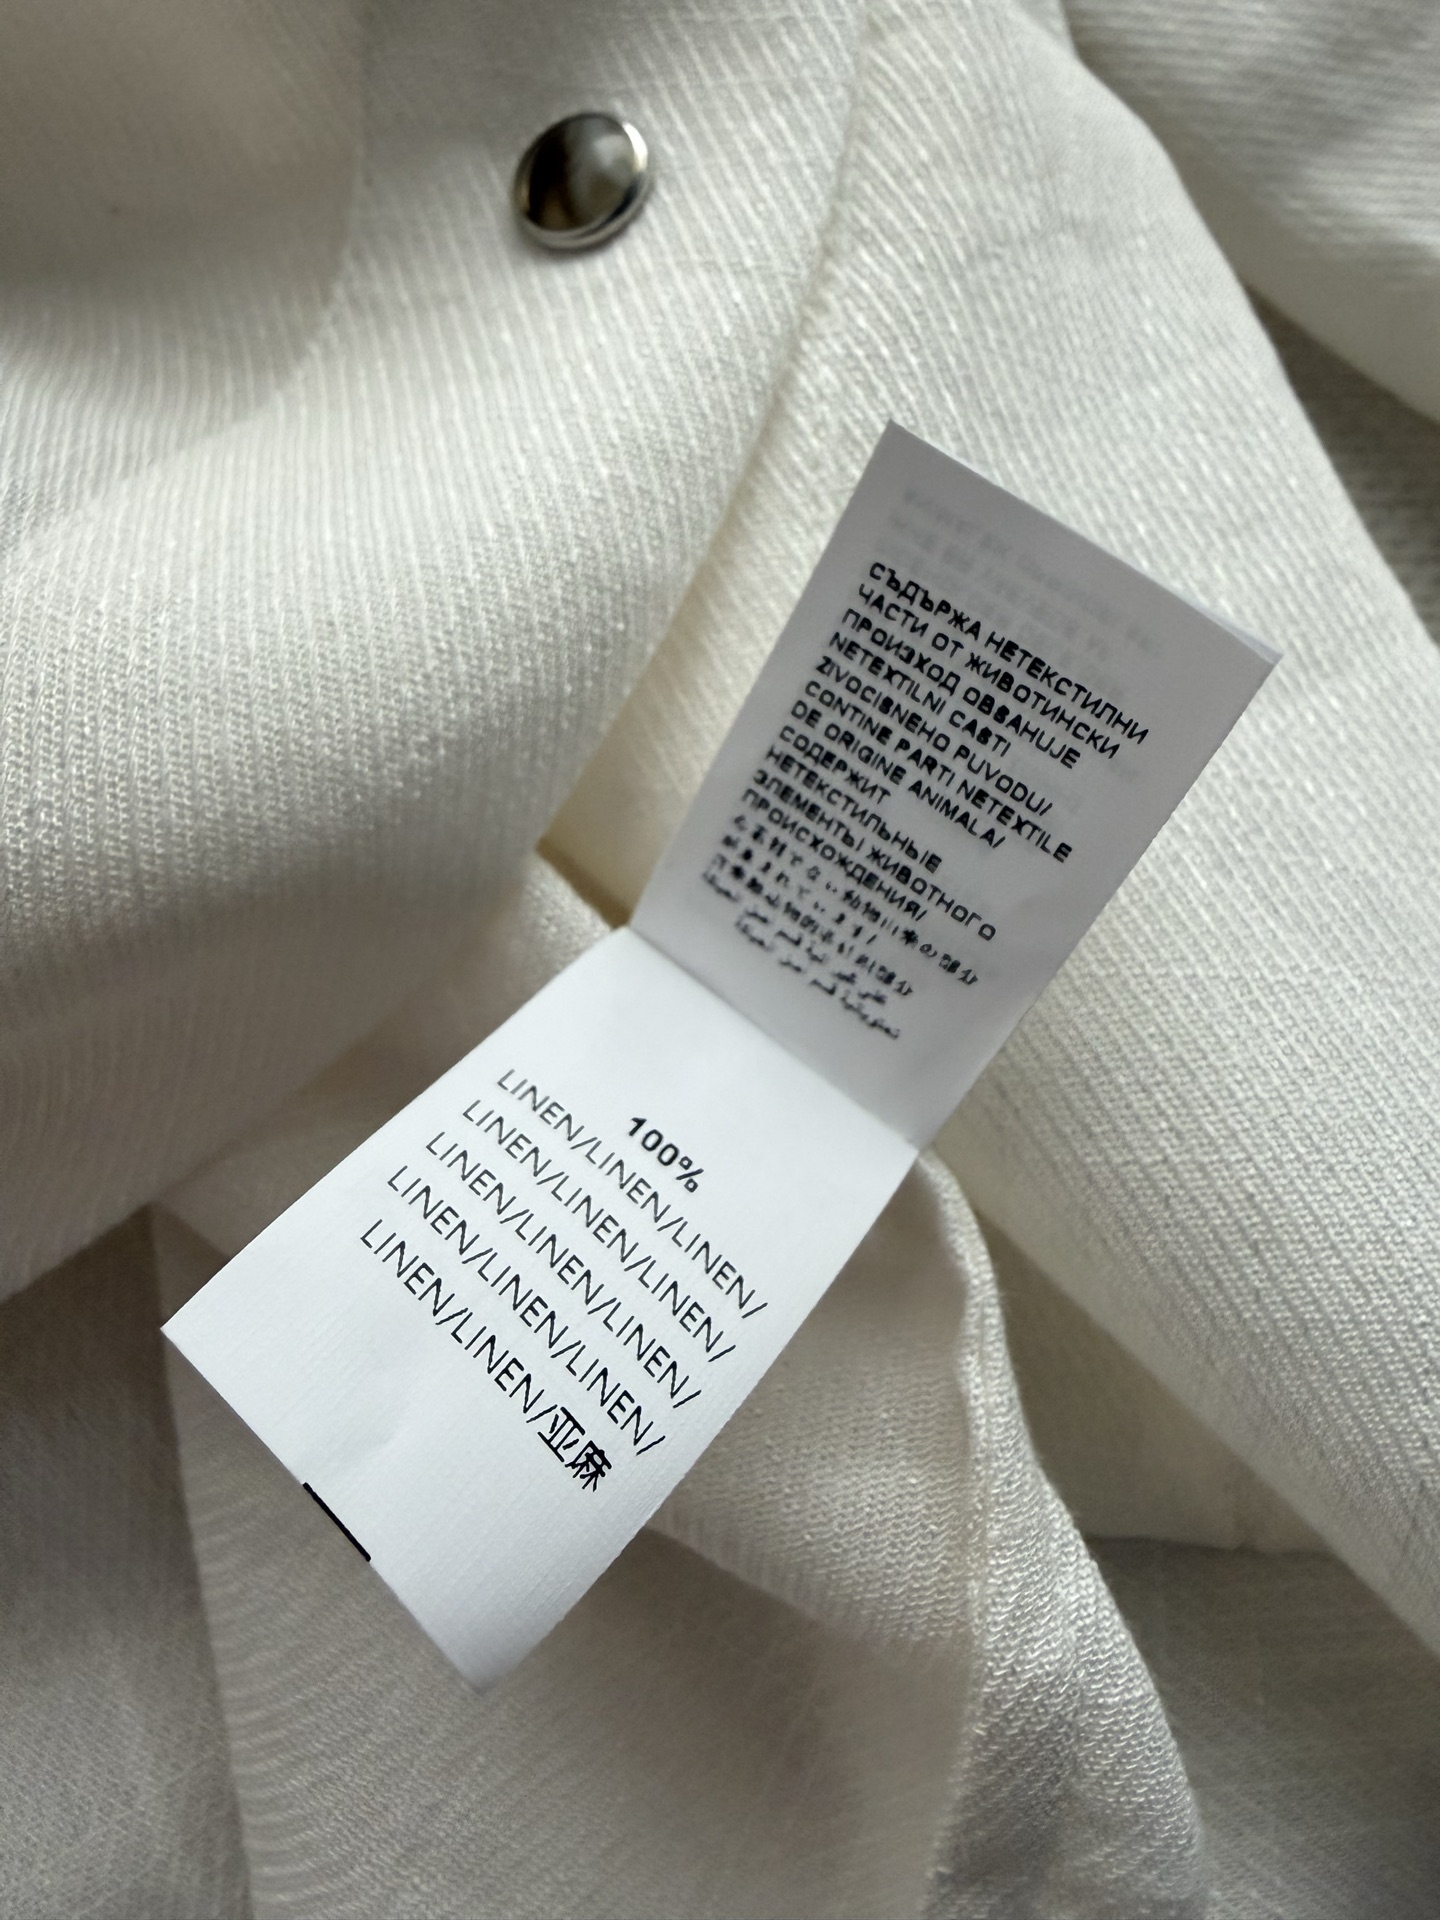 СЪДЪРЖА НЕТЕКСТИЛНИ
ЧАСТИ ОТ ЖИВОТИНСКИ
ПРОИЗХОД OBSAHUJE
NETEXTILNI CASTI
ZIVOCISNEHO PUVODU/
CONTINE PARTI NETEXTILE
DE ORIGINE ANIMALA/
СОДЕРЖИТ
НЕТЕКСТИЛЬНЫЕ
ЭЛЕМЕНТЫ ЖИВОТНОГО
ПРОИСХОЖДЕНИЯ/
100%
LINEN/LINEN/LINEN/
LINEN/LINEN/LINEN/
LINEN/LINEN/LINEN/
LINEN/LINEN/LINEN/
LINEN/LINEN/亚麻